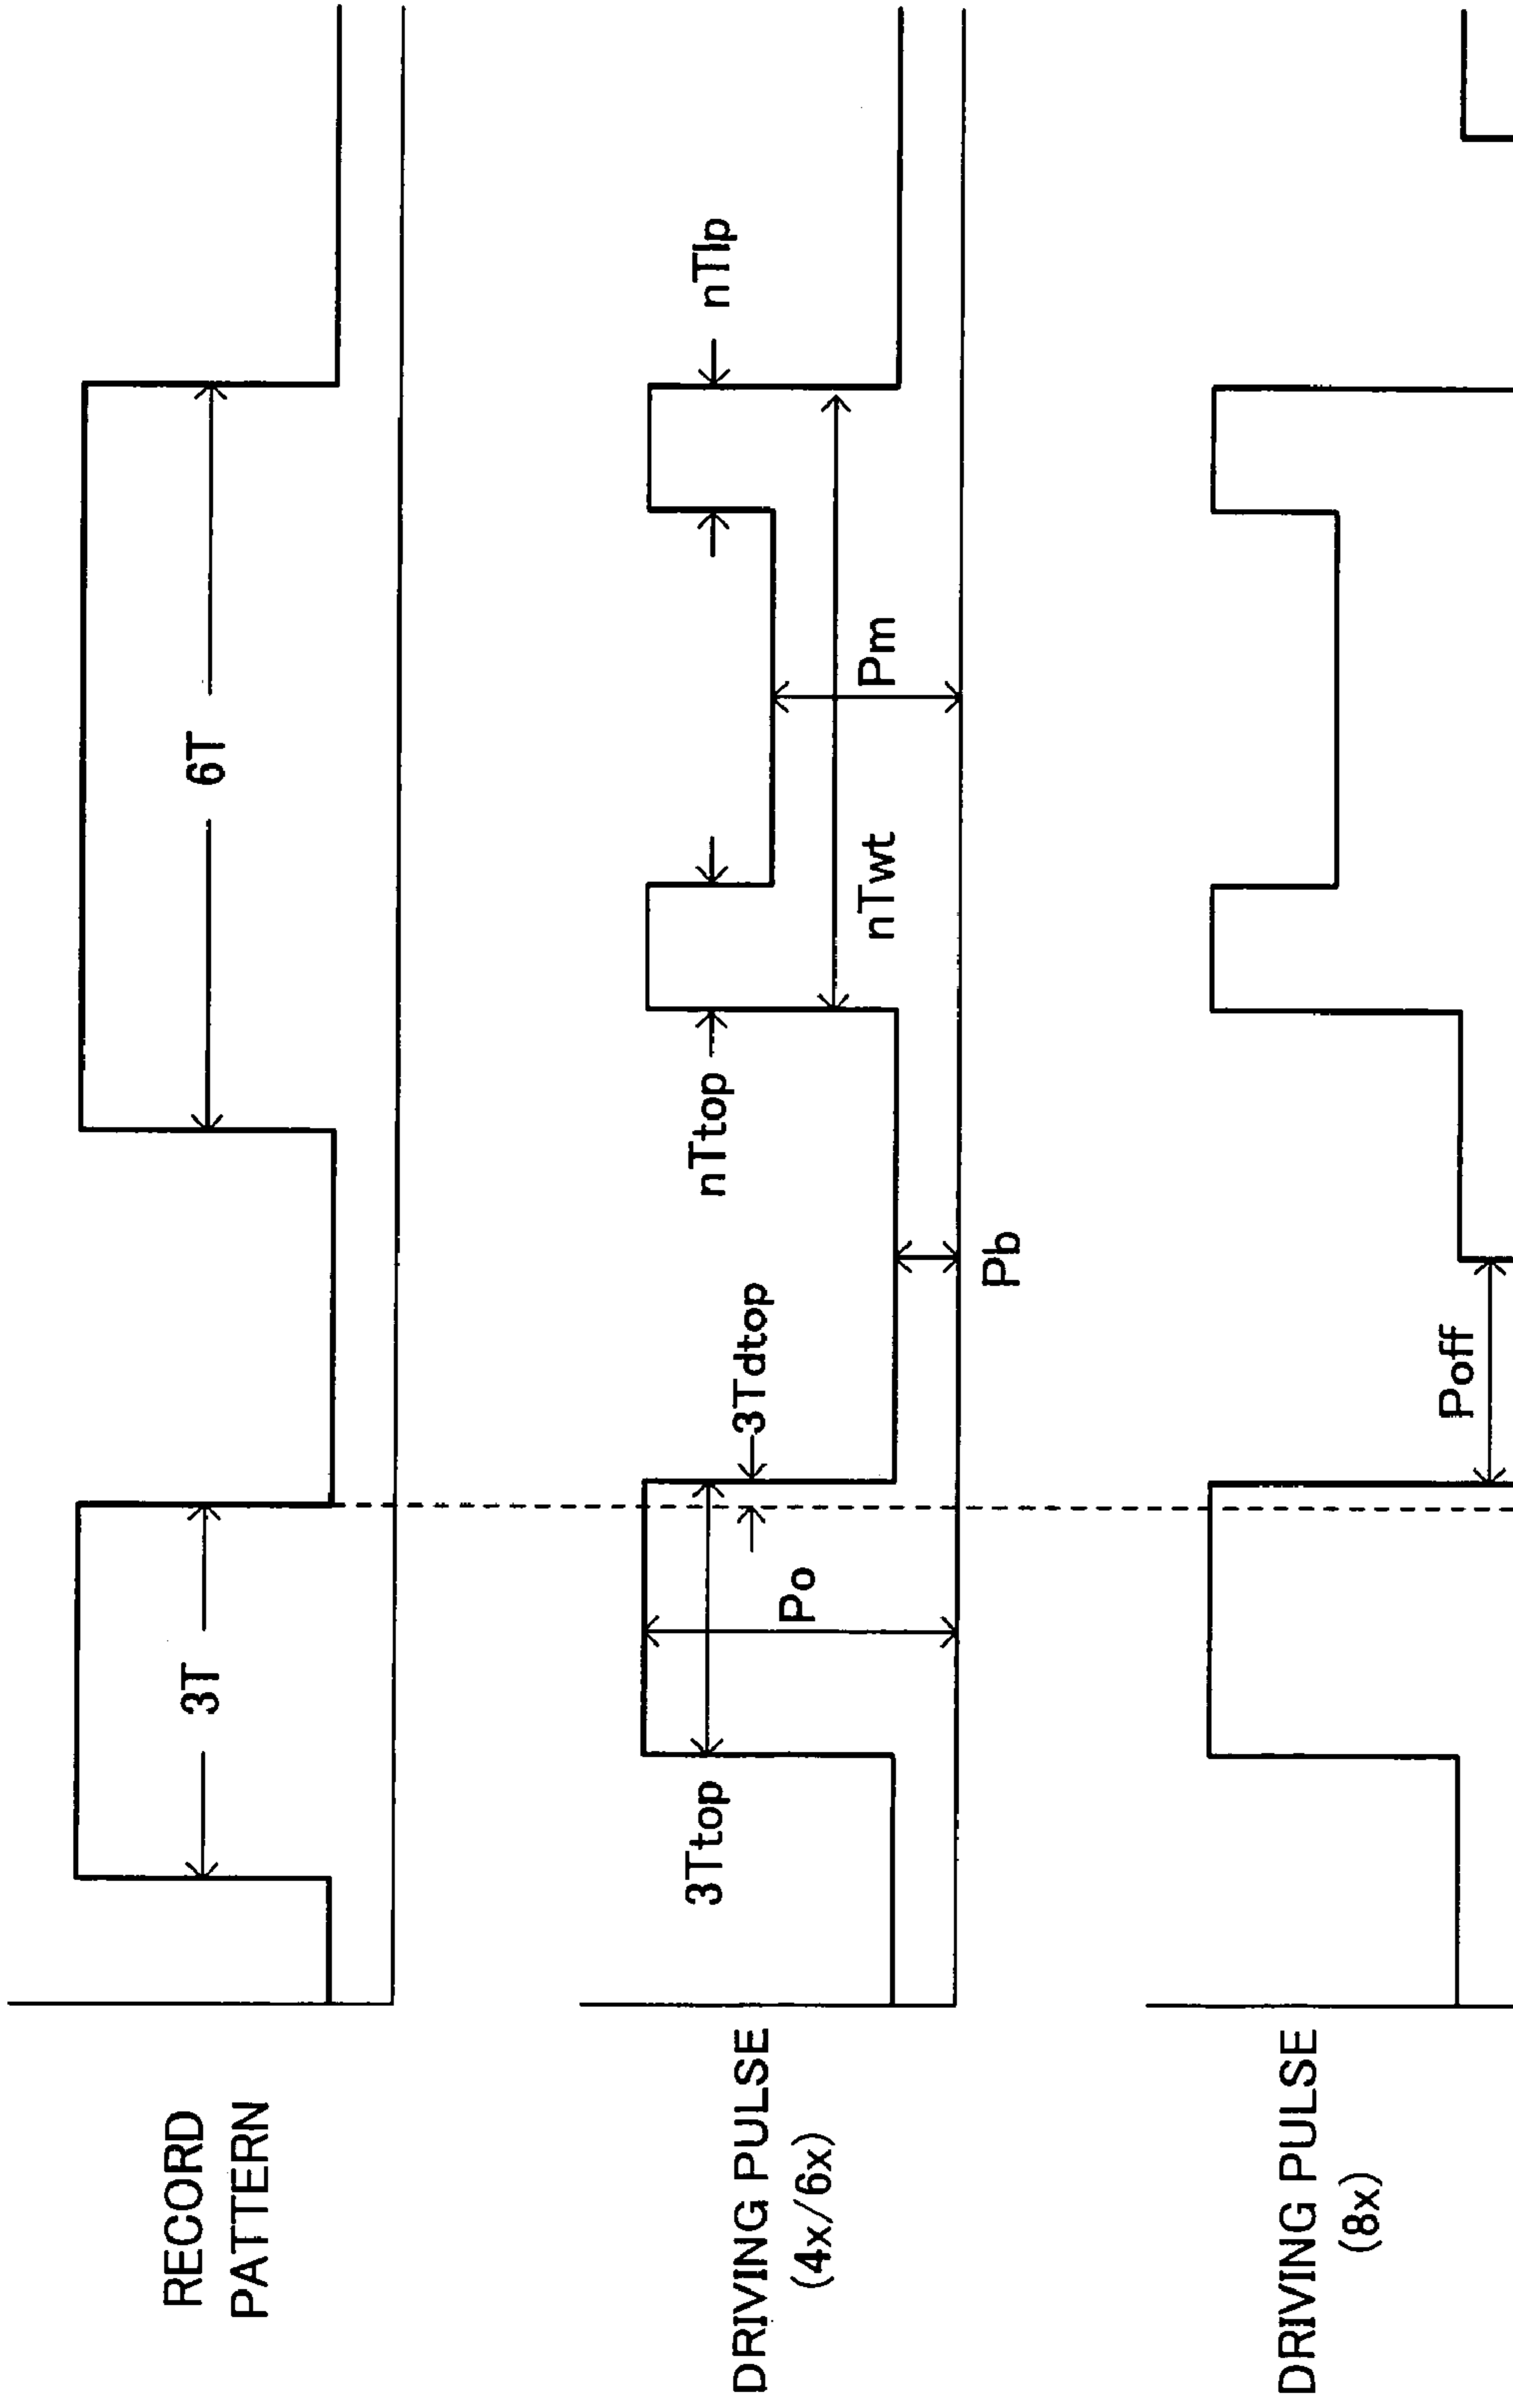 RECORD
PATTERN
3T
6T
DRIVING PULSE
(4x/6x)
3Ttop
Po
3Tdtop
Pb
nTtop
nTwt
Pm
nTlp
DRIVING PULSE
(8x)
Poff